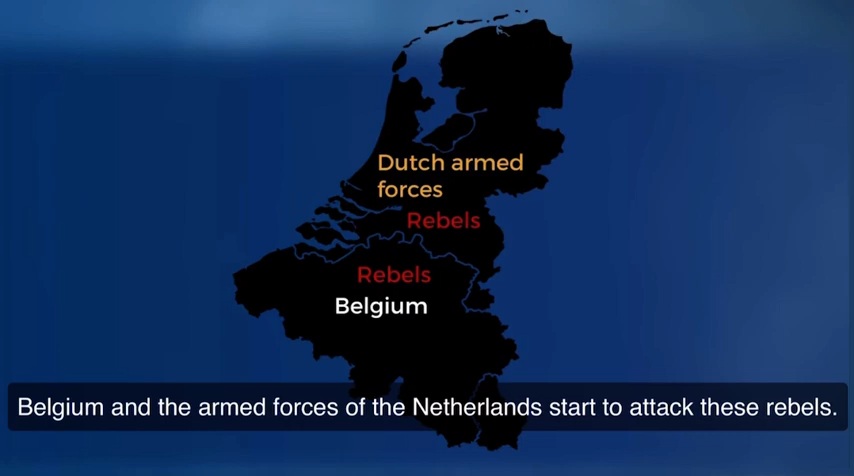 Dutch armed
forces
Rebels
Rebels
Belgium
Belgium and the armed forces of the Netherlands start to attack these rebels.